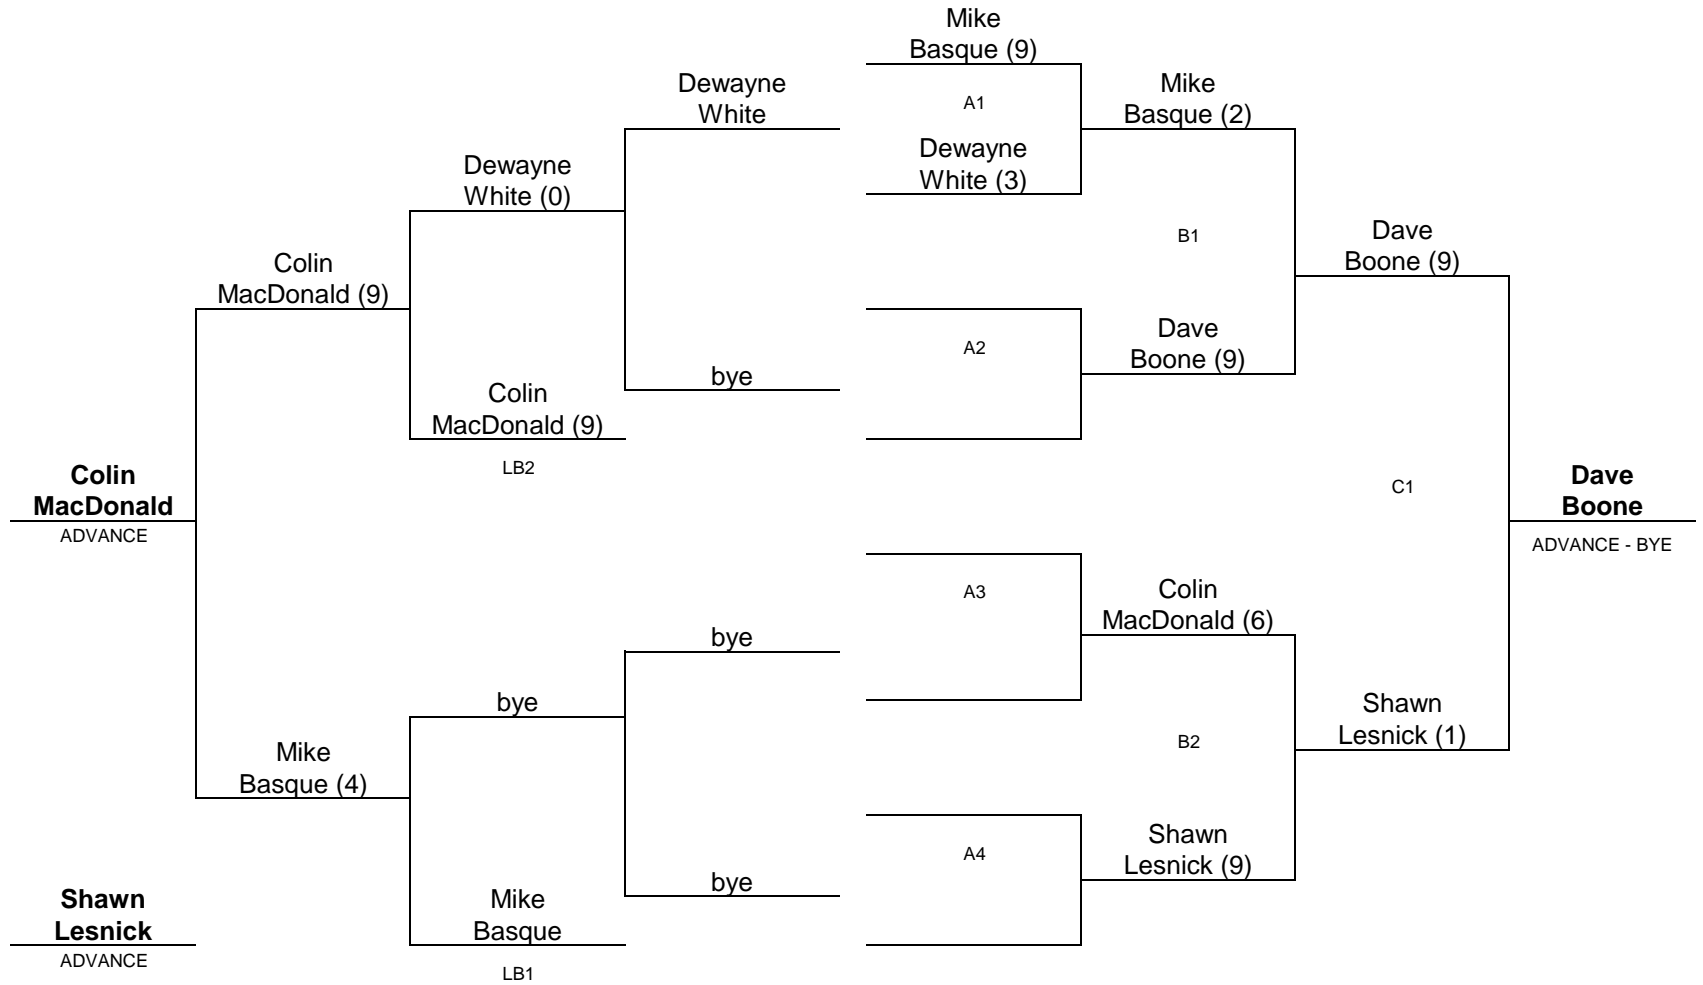 Mike
Basque (9)
Dewayne
White
A1
Mike
Basque (2)
Dewayne
White (0)
Dewayne
White (3)
B1
Dave
Boone (9)
Colin
MacDonald (9)
A2
Dave
Boone (9)
bye
Colin
MacDonald (9)
LB2
Colin
MacDonald
ADVANCE
C1
Dave
Boone
ADVANCE - BYE
A3
Colin
MacDonald (6)
bye
bye
Shawn
Lesnick (1)
B2
Mike
Basque (4)
A4
Shawn
Lesnick (9)
bye
Shawn
Lesnick
ADVANCE
Mike
Basque
LB1